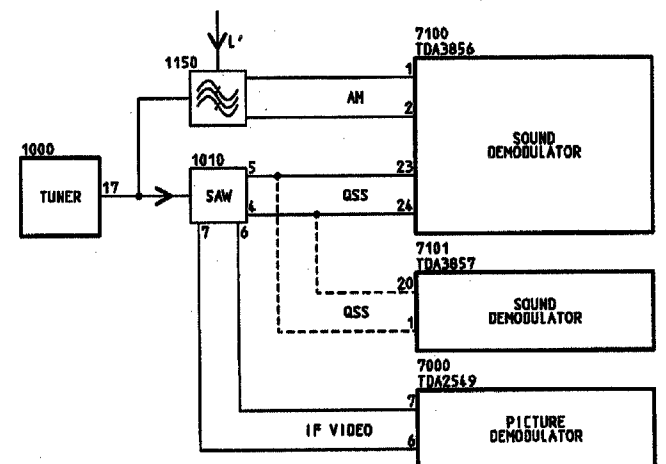 L'
1150
7100
TDA3856
1
AM
2
SOUND
DEMODULATOR
1000
TUNER
17
1010
SAW
5
QSS
4
23
24
7
6
7101
TDA3857
20
QSS
1
SOUND
DEMODULATOR
7000
TDA2549
7
IF VIDEO
6
PICTURE
DEMODULATOR